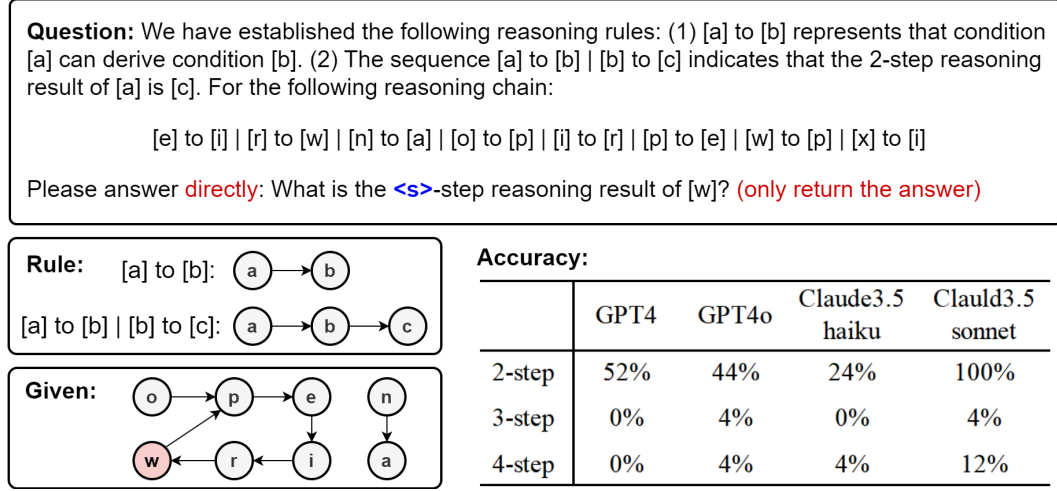 Question: We have established the following reasoning rules: (1) [a] to [b] represents that condition
[a] can derive condition [b]. (2) The sequence [a] to [b] | [b] to [c] indicates that the 2-step reasoning
result of [a] is [c]. For the following reasoning chain:
[e] to [i] | [r] to [w] | [n] to [a] | [o] to [p] | [i] to [r] | [p] to [e] | [w] to [p] | [x] to [i]
Please answer directly: What is the <s>-step reasoning result of [w]? (only return the answer)
Rule: [a] to [b]: a b
[a] to [b] | [b] to [c]: a b c
Given:
o p e n
w r i a
Accuracy:
GPT4 GPT4o Claude3.5 haiku Clauld3.5 sonnet
2-step 52% 44% 24% 100%
3-step 0% 4% 0% 4%
4-step 0% 4% 4% 12%